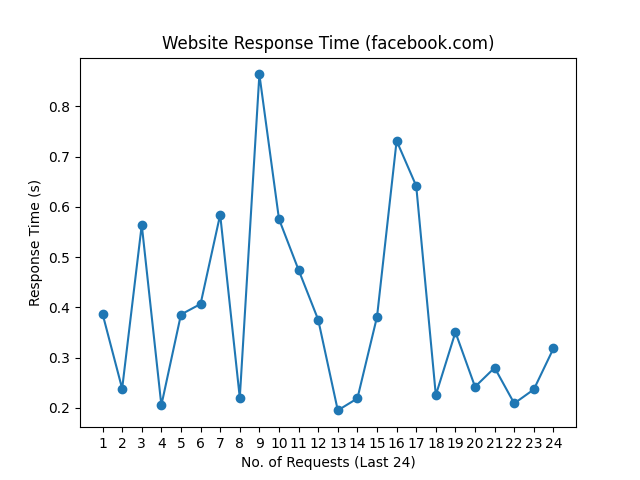 Website Response Time (facebook.com)
0.8
0.7
0.6
0.5
0.4
0.3
0.2
Response Time (s)
1 2 3 4 5 6 7 8 9 10 11 12 13 14 15 16 17 18 19 20 21 22 23 24
No. of Requests (Last 24)